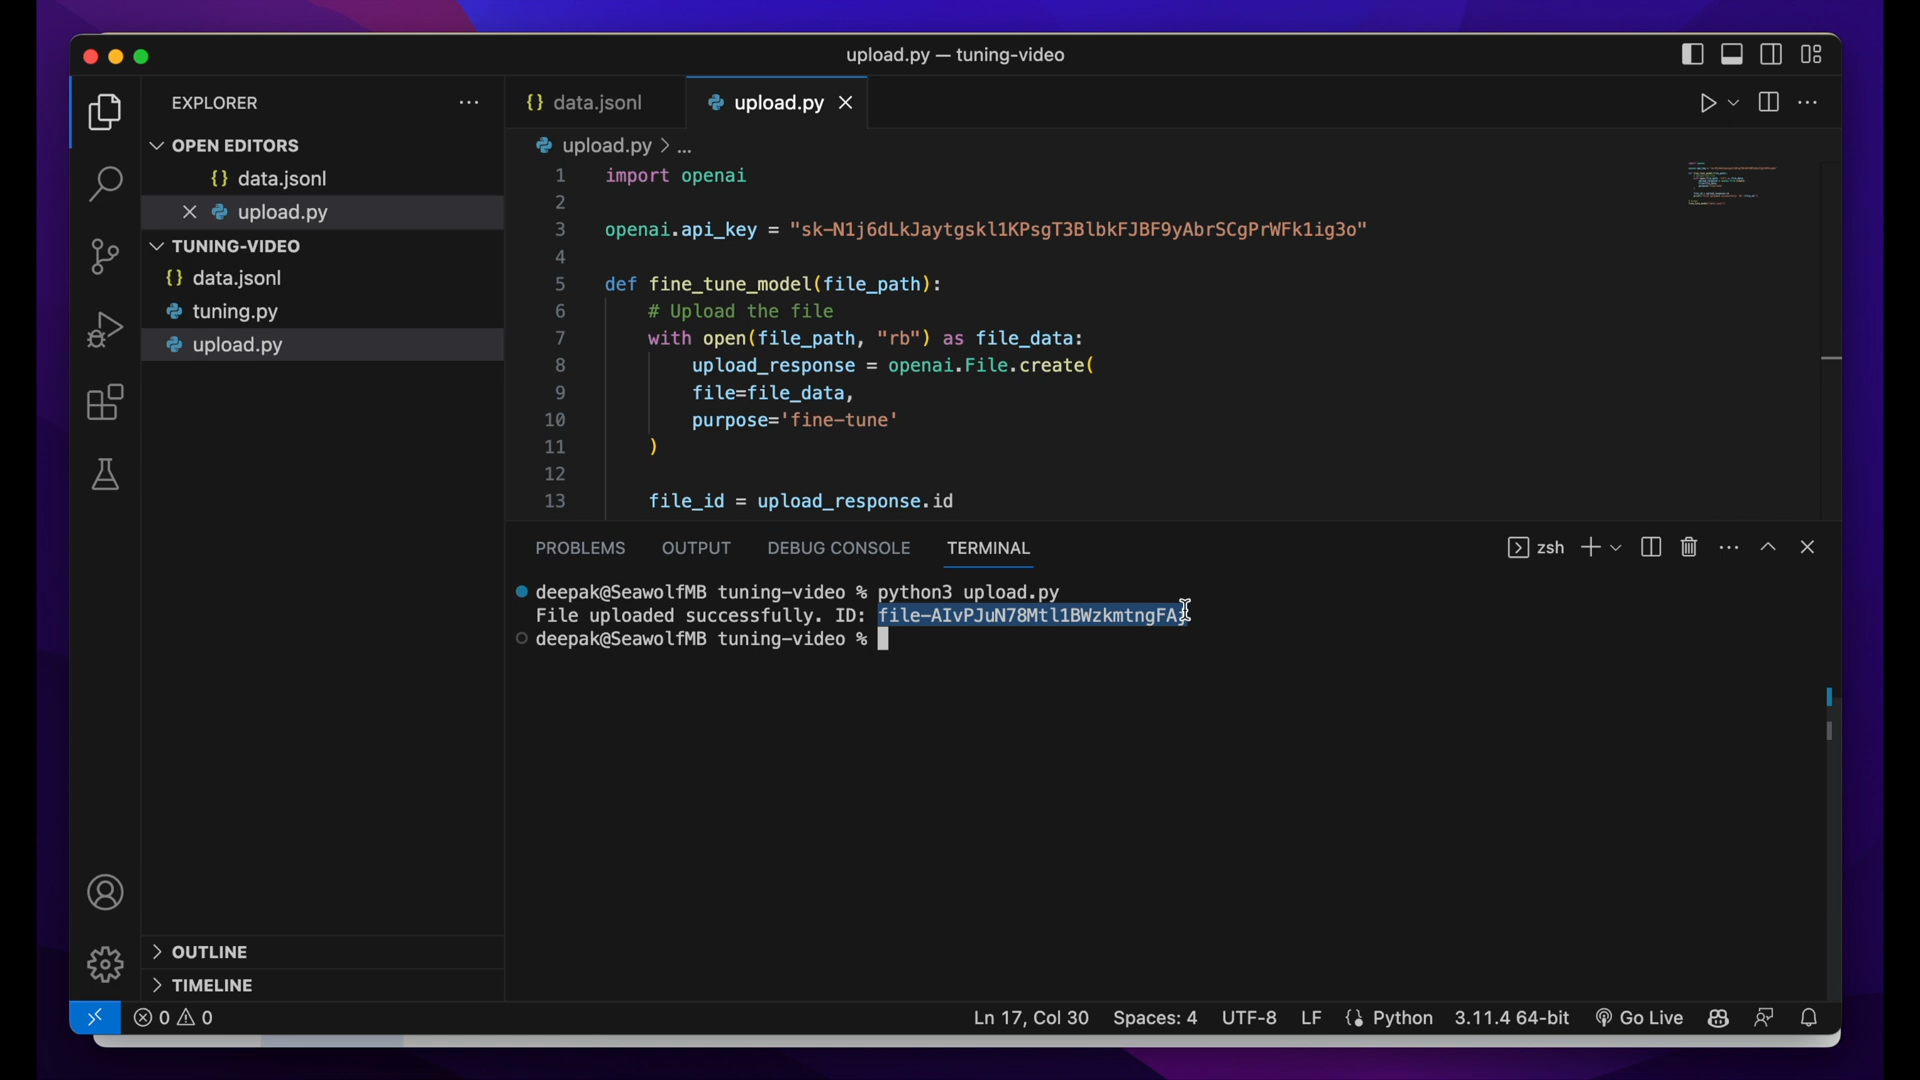 upload.py — tuning-video
EXPLORER
OPEN EDITORS
data.jsonl
upload.py
TUNING-VIDEO
data.jsonl
tuning.py
upload.py
OUTLINE
TIMELINE
data.jsonl
upload.py
upload.py > ...
1 import openai
2
3 openai.api_key = "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"
4
5 def fine_tune_model(file_path):
6 # Upload the file
7 with open(file_path, "rb") as file_data:
8 upload_response = openai.File.create(
9 file=file_data,
10 purpose='fine-tune'
11 )
12
13 file_id = upload_response.id
PROBLEMS OUTPUT DEBUG CONSOLE TERMINAL
zsh
deepak@SeawolfMB tuning-video % python3 upload.py
File uploaded successfully. ID: file-AIvPJuN78Mtl1BWzkmtngFAj
deepak@SeawolfMB tuning-video %
0 0
Ln 17, Col 30 Spaces: 4 UTF-8 LF Python 3.11.4 64-bit Go Live